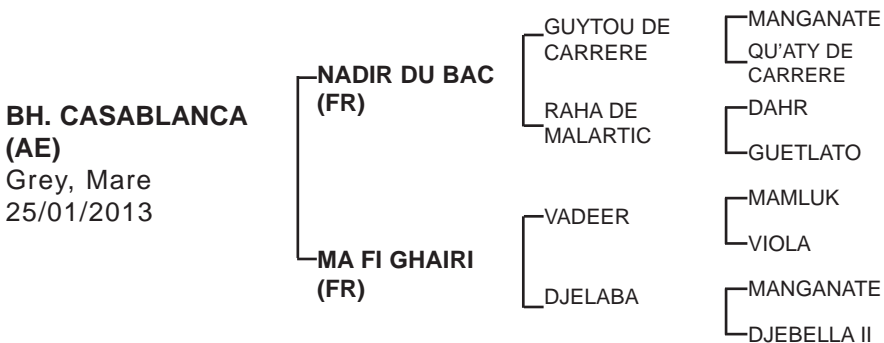 BH. CASABLANCA
(AE)
Grey, Mare
25/01/2013
NADIR DU BAC
(FR)
MA FI GHAIRI
(FR)
GUYTOU DE
CARRERE
RAHA DE
MALARTIC
VADEER
DJELABA
MANGANATE
QU'ATY DE
CARRERE
DAHR
GUETLATO
MAMLUK
VIOLA
MANGANATE
DJEBELLA II